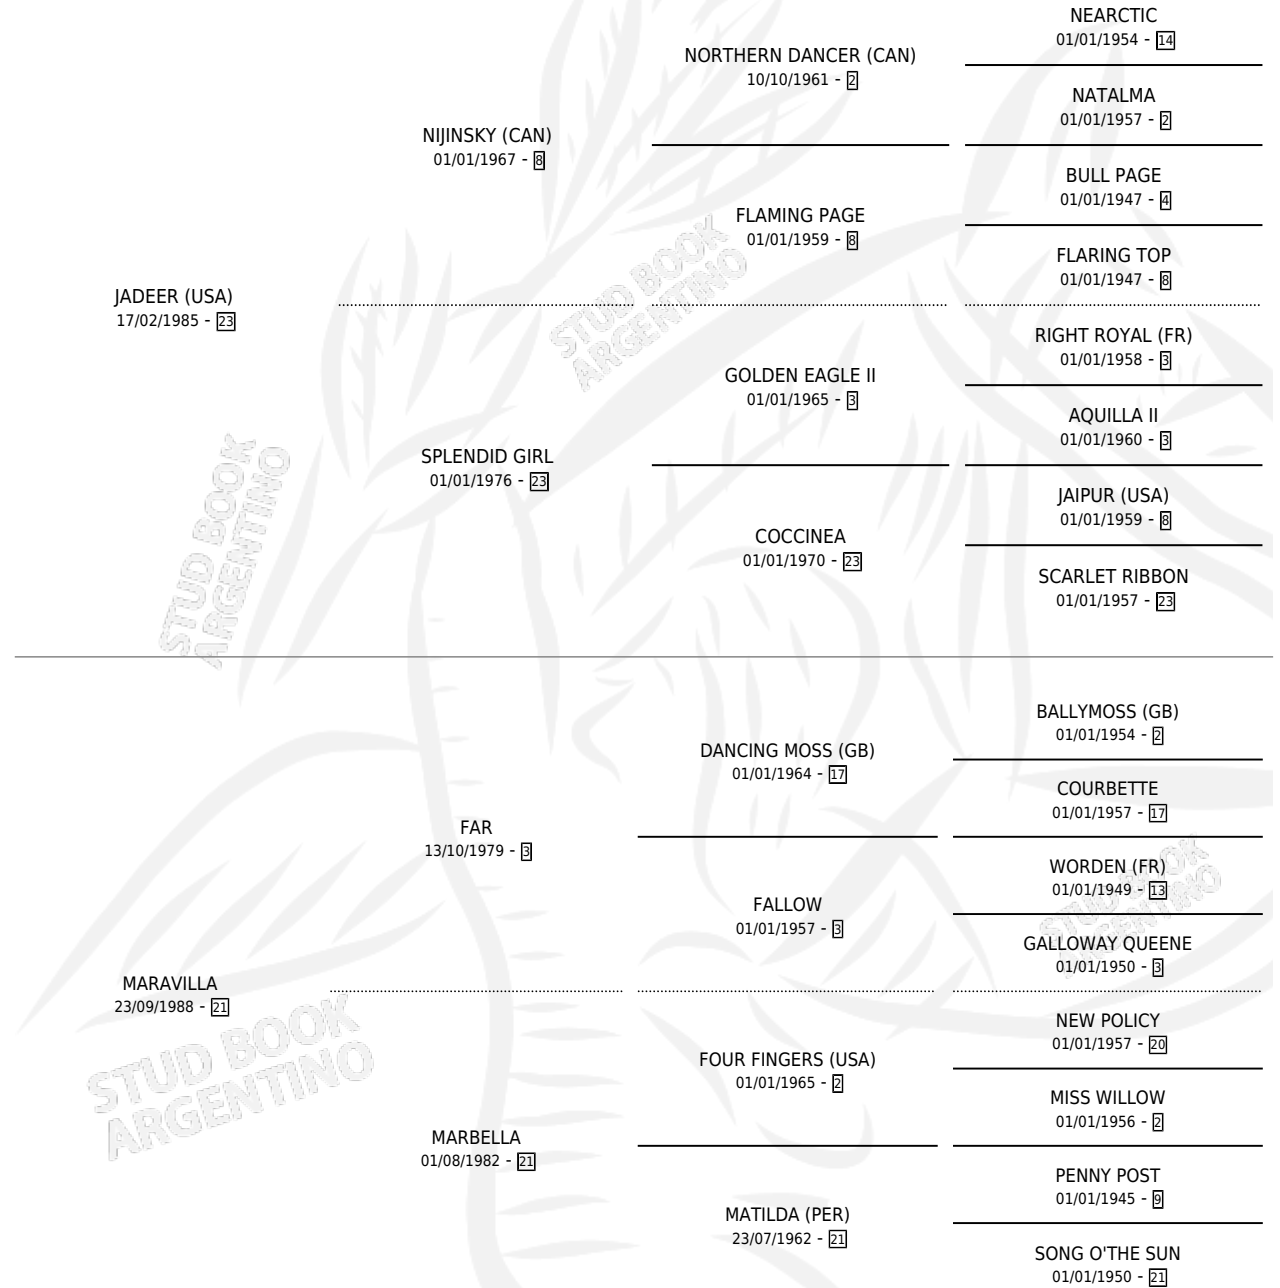 NEARCTIC
01/01/1954 - 14
NORTHERN DANCER (CAN)
10/10/1961 - 2
NATALMA
01/01/1957 - 2
NIJINSKY (CAN)
01/01/1967 - 8
BULL PAGE
01/01/1947 - 4
FLAMING PAGE
01/01/1959 - 8
FLARING TOP
01/01/1947 - 8
JADEER (USA)
17/02/1985 - 23
STUD BOOK
ARGENTINO
RIGHT ROYAL (FR)
01/01/1958 - 3
GOLDEN EAGLE II
01/01/1965 - 3
AQUILLA II
01/01/1960 - 3
SPLENDID GIRL
01/01/1976 - 23
JAIPUR (USA)
01/01/1959 - 8
COCCINEA
01/01/1970 - 23
SCARLET RIBBON
01/01/1957 - 23
STUD BOOK
ARGENTINO
BALLYMOSS (GB)
01/01/1954 - 2
DANCING MOSS (GB)
01/01/1964 - 17
COURBETTE
01/01/1957 - 17
FAR
13/10/1979 - 3
WORDEN (FR)
01/01/1949 - 13
STUD BOOK
ARGENTINO
FALLOW
01/01/1957 - 3
GALLOWAY QUEENE
01/01/1950 - 3
MARAVILLA
23/09/1988 - 21
STUD BOOK
ARGENTINO
NEW POLICY
01/01/1957 - 20
FOUR FINGERS (USA)
01/01/1965 - 2
MISS WILLOW
01/01/1956 - 2
MARBELLA
01/08/1982 - 21
PENNY POST
01/01/1945 - 9
MATILDA (PER)
23/07/1962 - 21
SONG O'THE SUN
01/01/1950 - 21